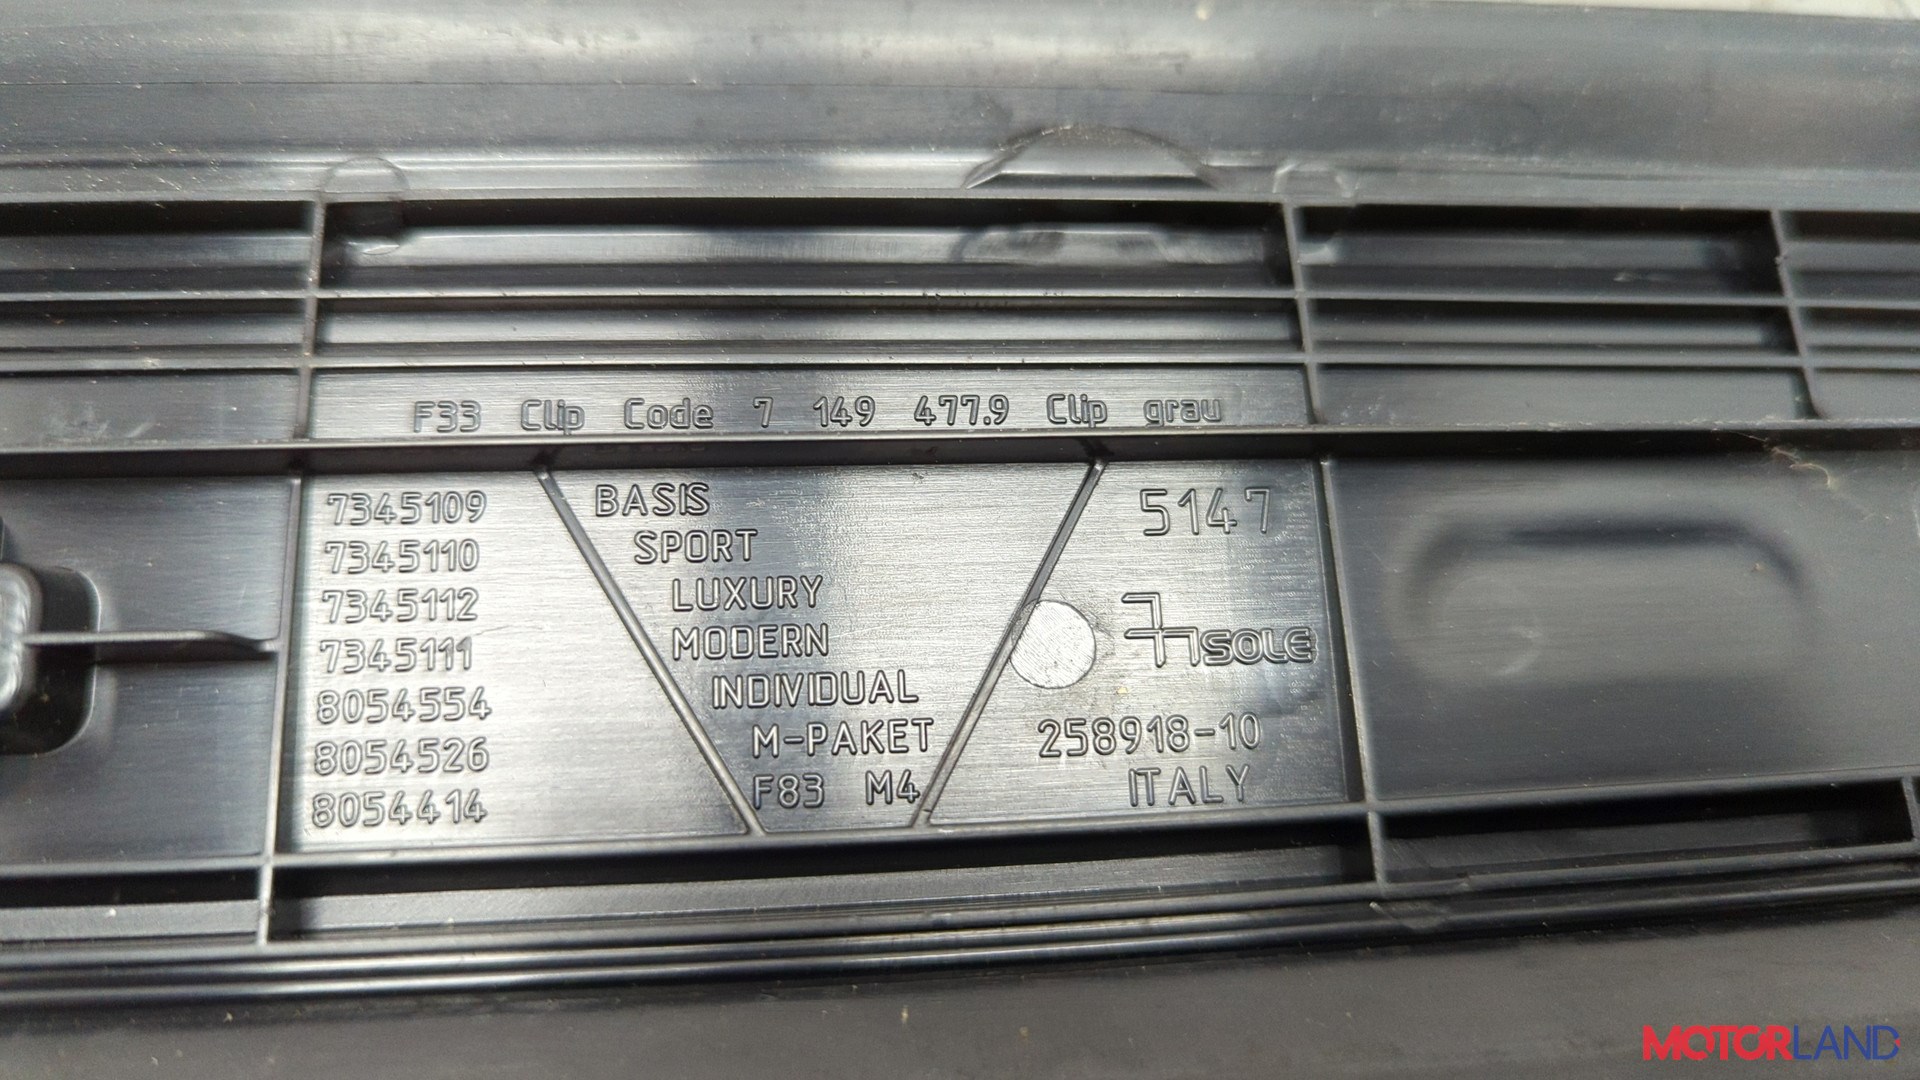 F33 Clip Code 7 149 477.9 Clip grau
7345109
7345110
7345112
7345111
8054554
8054526
8054414
BASIS
SPORT
LUXURY
MODERN
INDIVIDUAL
M-PAKET
F83 M4
5147
SOLE
258918-10
ITALY
MOTORLAND